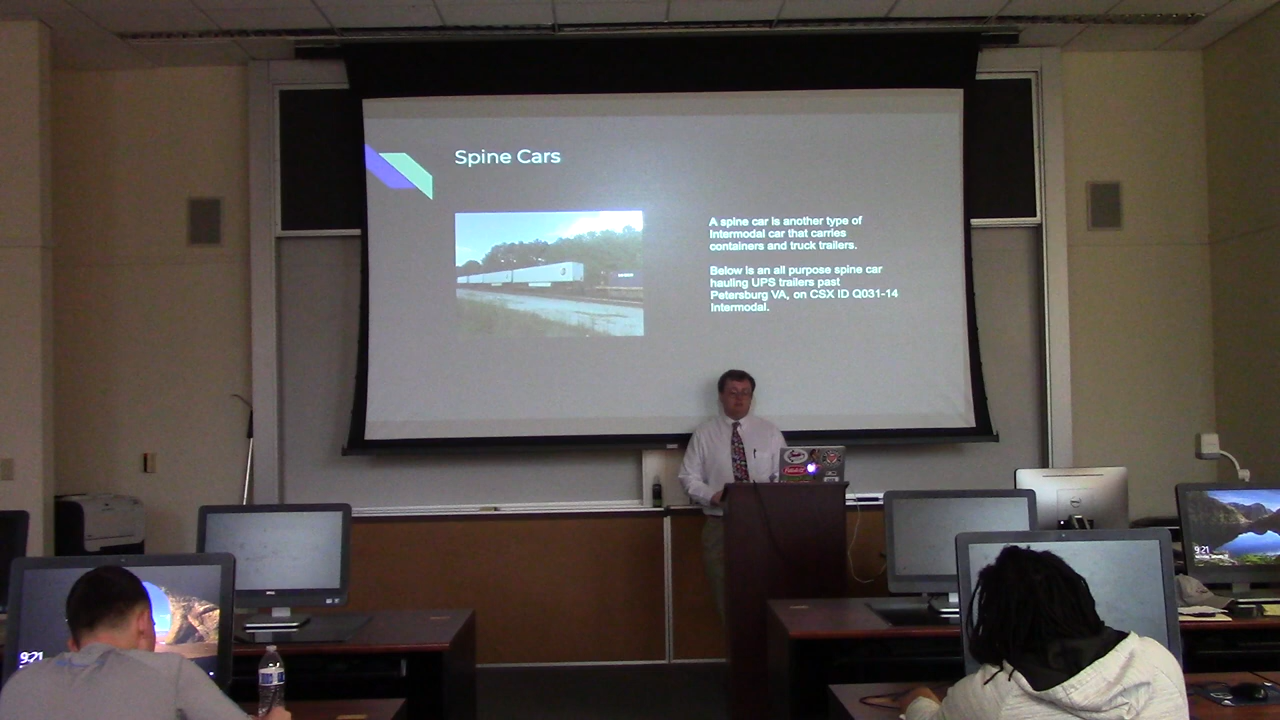 Spine Cars
A spine car is another type of
Intermodal car that carries
containers and truck trailers.
Below is an all purpose spine car
hauling UPS trailers past
Petersburg VA, on CSX ID Q031-14
Intermodal.
9:21
9:21
DELL